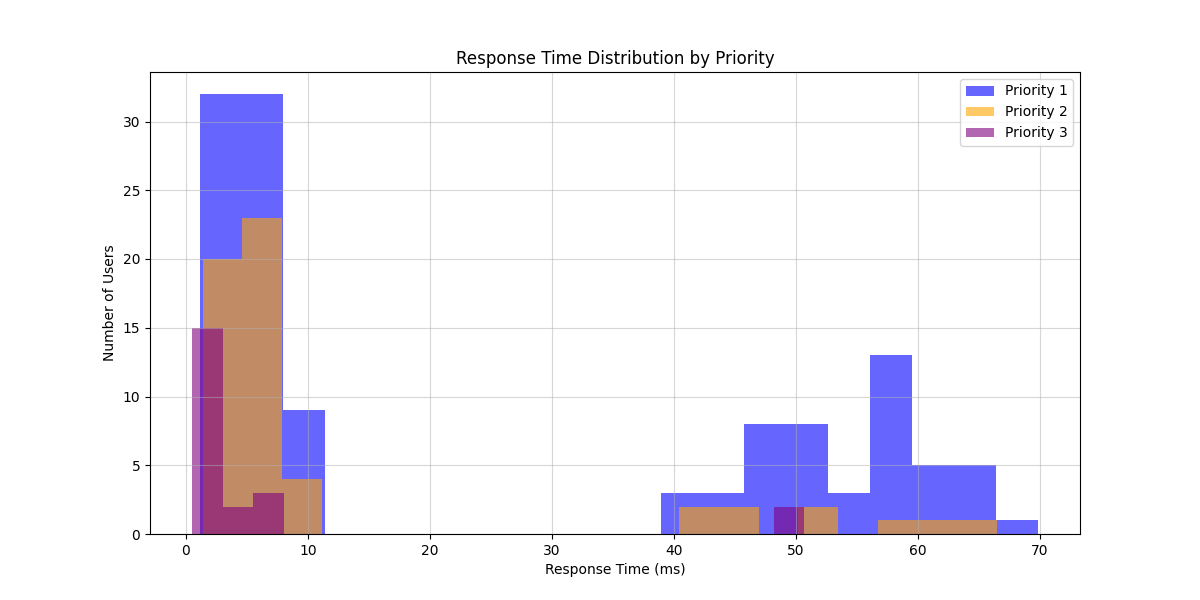 Response Time Distribution by Priority
Priority 1
Priority 2
Priority 3
Number of Users
30
25
20
15
10
5
0
0 10 20 30 40 50 60 70
Response Time (ms)